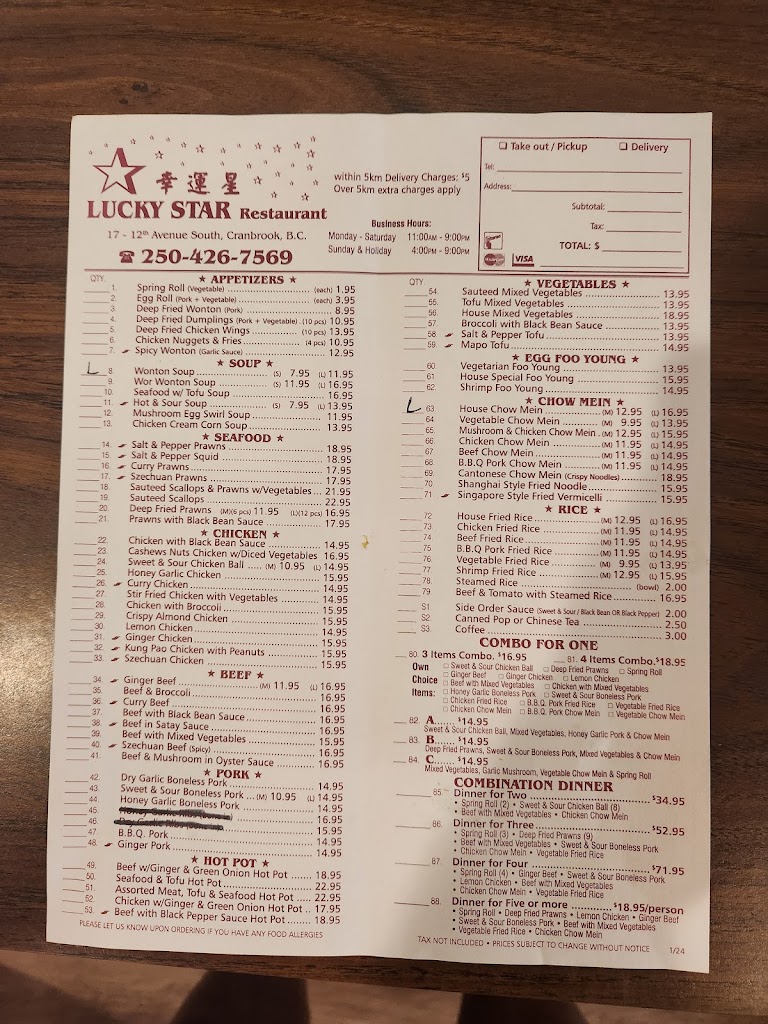 幸運星
LUCKY STAR Restaurant
17 - 12th Avenue South, Cranbrook, B.C.
☎ 250-426-7569
within 5km Delivery Charges: $5
Over 5km extra charges apply
Business Hours:
Monday - Saturday 11:00AM - 9:00PM
Sunday & Holiday 4:00PM - 9:00PM
☐ Take out / Pickup ☐ Delivery
Tel:
Address:
Subtotal:
Tax:
TOTAL: $
MasterCard VISA
QTY.
★ APPETIZERS ★
1. Spring Roll (Vegetable) (each) 1.95
2. Egg Roll (Pork + Vegetable) (each) 3.95
3. Deep Fried Wonton (Pork) 8.95
4. Deep Fried Dumplings (Pork + Vegetable) (10 pcs) 10.95
5. Deep Fried Chicken Wings (10 pcs) 13.95
6. Chicken Nuggets & Fries (4 pcs) 10.95
7. Spicy Wonton (Garlic Sauce) 12.95
★ SOUP ★
L 8. Wonton Soup (S) 7.95 (L) 11.95
9. Wor Wonton Soup (S) 11.95 (L) 16.95
10. Seafood w/ Tofu Soup 16.95
11. Hot & Sour Soup (S) 7.95 (L) 13.95
12. Mushroom Egg Swirl Soup 11.95
13. Chicken Cream Corn Soup 13.95
★ SEAFOOD ★
14. Salt & Pepper Prawns 18.95
15. Salt & Pepper Squid 18.95
16. Curry Prawns 17.95
17. Szechuan Prawns 17.95
18. Sauteed Scallops & Prawns w/Vegetables 21.95
19. Sauteed Scallops 22.95
20. Deep Fried Prawns (M)(6 pcs) 11.95 (L)(12 pcs) 16.95
21. Prawns with Black Bean Sauce 17.95
★ CHICKEN ★
22. Chicken with Black Bean Sauce 14.95
23. Cashews Nuts Chicken w/Diced Vegetables 16.95
24. Sweet & Sour Chicken Ball (M) 10.95 (L) 14.95
25. Honey Garlic Chicken 15.95
26. Curry Chicken 14.95
27. Stir Fried Chicken with Vegetables 14.95
28. Chicken with Broccoli 15.95
29. Crispy Almond Chicken 15.95
30. Lemon Chicken 14.95
31. Ginger Chicken 14.95
32. Kung Pao Chicken with Peanuts 15.95
33. Szechuan Chicken 15.95
★ BEEF ★
34. Ginger Beef (M) 11.95 (L) 16.95
35. Beef & Broccoli 16.95
36. Curry Beef 16.95
37. Beef with Black Bean Sauce 16.95
38. Beef in Satay Sauce 16.95
39. Beef with Mixed Vegetables 15.95
40. Szechuan Beef (Spicy) 16.95
41. Beef & Mushroom in Oyster Sauce 16.95
★ PORK ★
42. Dry Garlic Boneless Pork 14.95
43. Sweet & Sour Boneless Pork (M) 10.95 (L) 14.95
44. Honey Garlic Boneless Pork 14.95
45. Honey Garlic Ribs 16.95
46. Dry Garlic Ribs 15.95
47. B.B.Q. Pork 14.95
48. Ginger Pork 14.95
★ HOT POT ★
49. Beef w/Ginger & Green Onion Hot Pot 18.95
50. Seafood & Tofu Hot Pot 22.95
51. Assorted Meat, Tofu & Seafood Hot Pot 22.95
52. Chicken w/Ginger & Green Onion Hot Pot 17.95
53. Beef with Black Pepper Sauce Hot Pot 18.95
PLEASE LET US KNOW UPON ORDERING IF YOU HAVE ANY FOOD ALLERGIES
QTY
★ VEGETABLES ★
54. Sauteed Mixed Vegetables 13.95
55. Tofu Mixed Vegetables 13.95
56. House Mixed Vegetables 18.95
57. Broccoli with Black Bean Sauce 13.95
58. Salt & Pepper Tofu 13.95
59. Mapo Tofu 14.95
★ EGG FOO YOUNG ★
60. Vegetarian Foo Young 13.95
61. House Special Foo Young 15.95
62. Shrimp Foo Young 14.95
★ CHOW MEIN ★
L 63. House Chow Mein (M) 12.95 (L) 16.95
64. Vegetable Chow Mein (M) 9.95 (L) 13.95
65. Mushroom & Chicken Chow Mein (M) 12.95 (L) 15.95
66. Chicken Chow Mein (M) 11.95 (L) 14.95
67. Beef Chow Mein (M) 11.95 (L) 14.95
68. B.B.Q Pork Chow Mein (M) 11.95 (L) 14.95
69. Cantonese Chow Mein (Crispy Noodles) 18.95
70. Shanghai Style Fried Noodle 15.95
71. Singapore Style Fried Vermicelli 15.95
★ RICE ★
72. House Fried Rice (M) 12.95 (L) 16.95
73. Chicken Fried Rice (M) 11.95 (L) 14.95
74. Beef Fried Rice (M) 11.95 (L) 14.95
75. B.B.Q Pork Fried Rice (M) 11.95 (L) 14.95
76. Vegetable Fried Rice (M) 9.95 (L) 13.95
77. Shrimp Fried Rice (M) 12.95 (L) 15.95
78. Steamed Rice (bowl) 2.00
79. Beef & Tomato with Steamed Rice 16.95
S1. Side Order Sauce (Sweet & Sour / Black Bean OR Black Pepper) 2.00
S2. Canned Pop or Chinese Tea 2.50
S3. Coffee 3.00
COMBO FOR ONE
80. 3 Items Combo. $16.95 81. 4 Items Combo. $18.95
Own Choice Items:
☐ Sweet & Sour Chicken Ball ☐ Deep Fried Prawns ☐ Spring Roll
☐ Ginger Beef ☐ Ginger Chicken ☐ Lemon Chicken
☐ Beef with Mixed Vegetables ☐ Chicken with Mixed Vegetables
☐ Honey Garlic Boneless Pork ☐ Sweet & Sour Boneless Pork
☐ Chicken Fried Rice ☐ B.B.Q. Pork Fried Rice ☐ Vegetable Fried Rice
☐ Chicken Chow Mein ☐ B.B.Q. Pork Chow Mein ☐ Vegetable Chow Mein
82. A...... $14.95
Sweet & Sour Chicken Ball, Mixed Vegetables, Honey Garlic Pork & Chow Mein
83. B...... $14.95
Deep Fried Prawns, Sweet & Sour Boneless Pork, Mixed Vegetables & Chow Mein
84. C...... $14.95
Mixed Vegetables, Garlic Mushroom, Vegetable Chow Mein & Spring Roll
COMBINATION DINNER
85. Dinner for Two $34.95
• Spring Roll (2) • Sweet & Sour Chicken Ball (8)
• Beef with Mixed Vegetables • Chicken Chow Mein
86. Dinner for Three $52.95
• Spring Roll (3) • Deep Fried Prawns (9)
• Beef with Mixed Vegetables • Sweet & Sour Boneless Pork
• Chicken Chow Mein • Vegetable Fried Rice
87. Dinner for Four $71.95
• Spring Roll (4) • Ginger Beef • Sweet & Sour Boneless Pork
• Lemon Chicken • Beef with Mixed Vegetables
• Chicken Chow Mein • Vegetable Fried Rice
88. Dinner for Five or more $18.95/person
• Spring Roll • Deep Fried Prawns • Lemon Chicken • Ginger Beef
• Sweet & Sour Boneless Pork • Beef with Mixed Vegetables
• Vegetable Fried Rice • Chicken Chow Mein
TAX NOT INCLUDED • PRICES SUBJECT TO CHANGE WITHOUT NOTICE 1/24